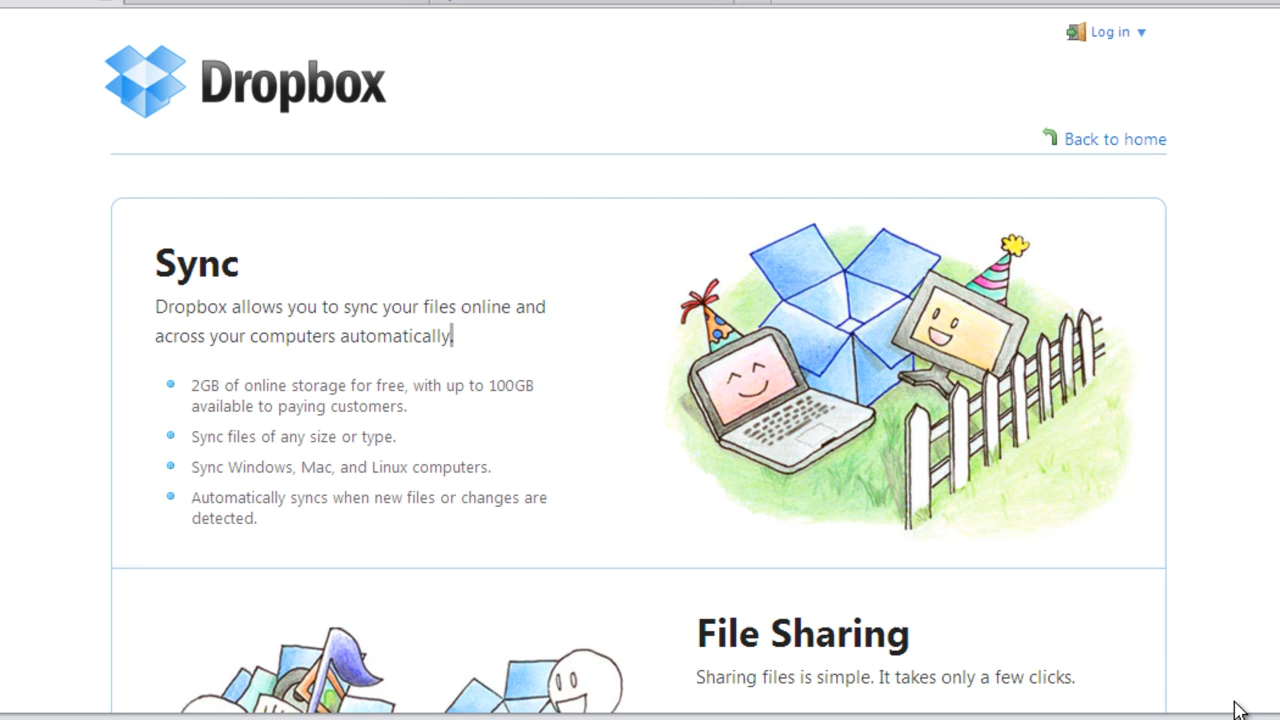 Log in
Dropbox
Back to home
Sync
Dropbox allows you to sync your files online and
across your computers automatically.
2GB of online storage for free, with up to 100GB
available to paying customers.
Sync files of any size or type.
Sync Windows, Mac, and Linux computers.
Automatically syncs when new files or changes are
detected.
File Sharing
Sharing files is simple. It takes only a few clicks.